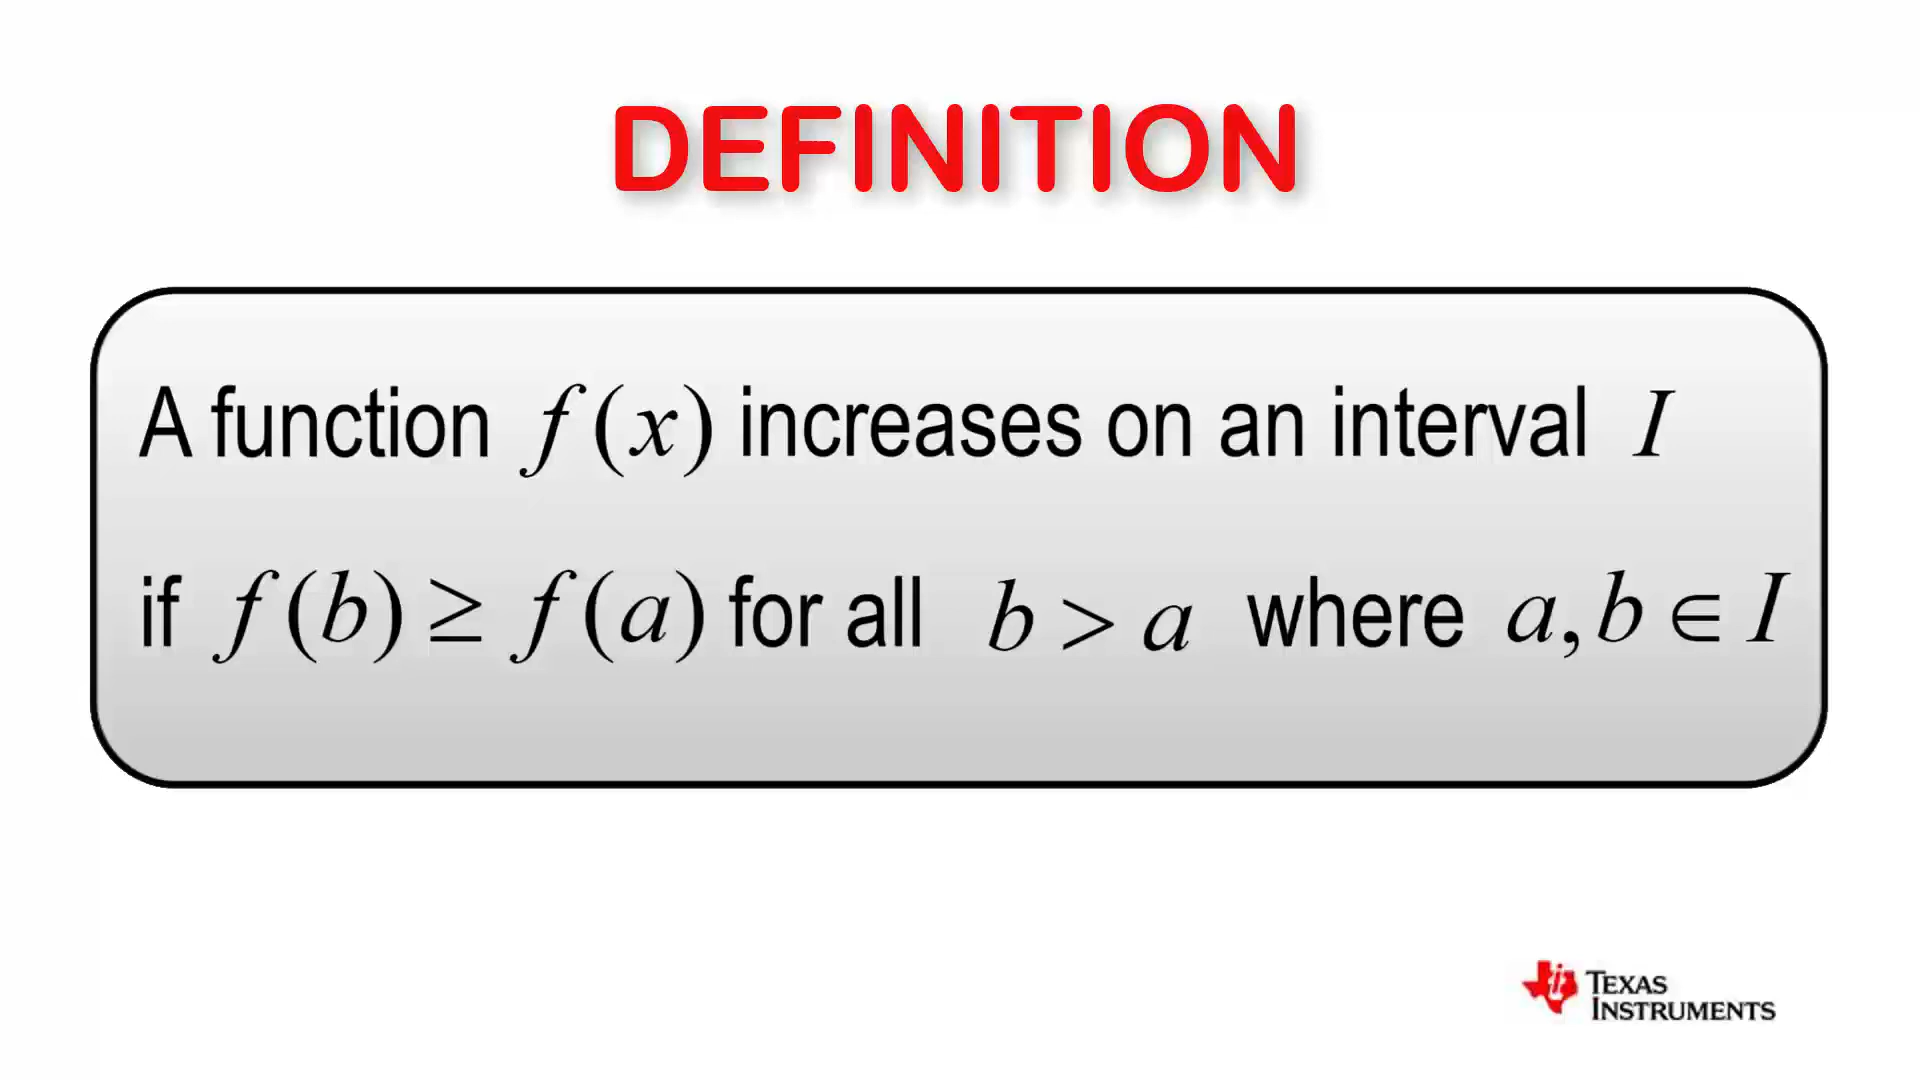 DEFINITION
A function f(x) increases on an interval I
if f(b) ≥ f(a) for all b > a where a, b ∈ I
TEXAS
INSTRUMENTS